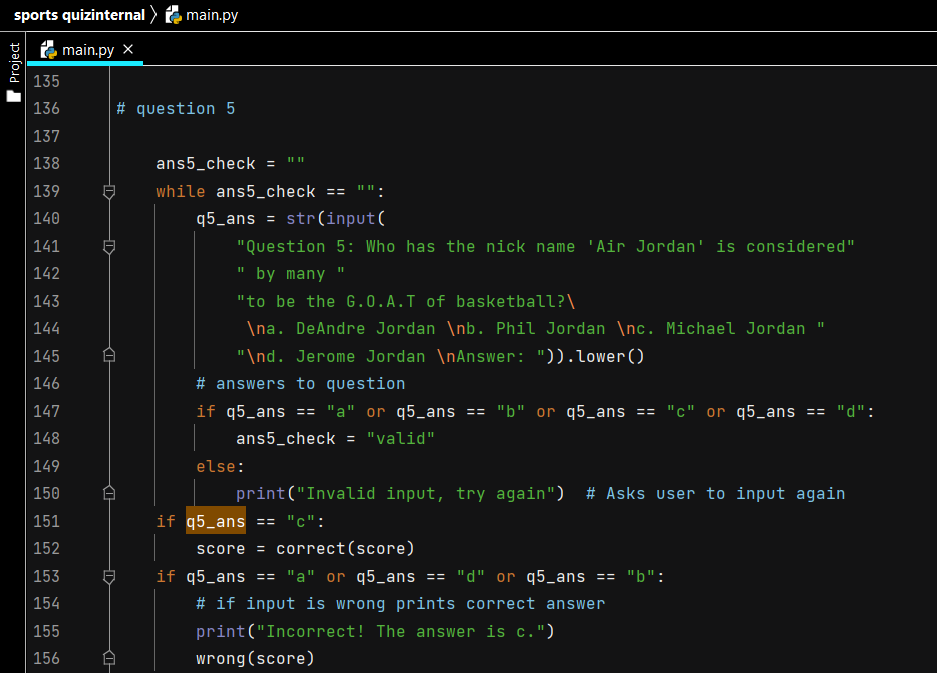 sports quizinternal main.py
Project
main.py
135
136 # question 5
137
138 ans5_check = ""
139 while ans5_check == "":
140 q5_ans = str(input(
141 "Question 5: Who has the nick name 'Air Jordan' is considered"
142 " by many "
143 "to be the G.O.A.T of basketball?\
144 \na. DeAndre Jordan \nb. Phil Jordan \nc. Michael Jordan "
145 "\nd. Jerome Jordan \nAnswer: ")).lower()
146 # answers to question
147 if q5_ans == "a" or q5_ans == "b" or q5_ans == "c" or q5_ans == "d":
148 ans5_check = "valid"
149 else:
150 print("Invalid input, try again")  # Asks user to input again
151 if q5_ans == "c":
152 score = correct(score)
153 if q5_ans == "a" or q5_ans == "d" or q5_ans == "b":
154 # if input is wrong prints correct answer
155 print("Incorrect! The answer is c.")
156 wrong(score)